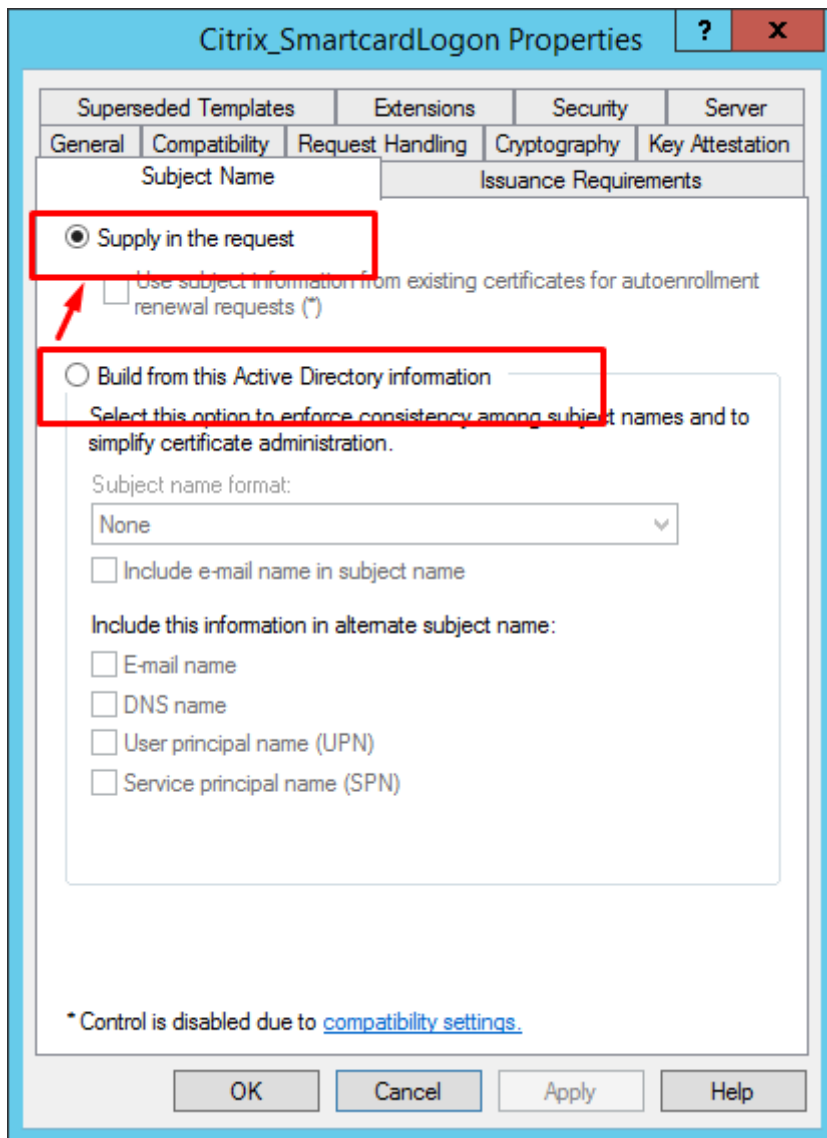 Citrix_SmartcardLogon Properties
?
x
Superseded Templates Extensions Security Server
General Compatibility Request Handling Cryptography Key Attestation
Subject Name Issuance Requirements
Supply in the request
Use subject information from existing certificates for autoenrollment
renewal requests (*)
Build from this Active Directory information
Select this option to enforce consistency among subject names and to
simplify certificate administration.
Subject name format:
None
Include e-mail name in subject name
Include this information in alternate subject name:
E-mail name
DNS name
User principal name (UPN)
Service principal name (SPN)
* Control is disabled due to compatibility settings.
OK Cancel Apply Help